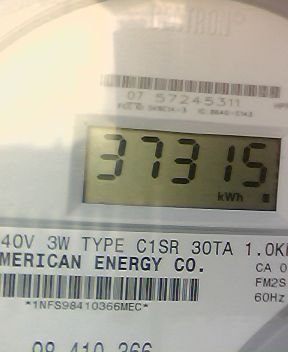 07 57245311
37315
kWh
40V 3W TYPE C1SR 30TA 1.0K
MERICAN ENERGY CO.
CA 0
FM2S
60Hz
*1NFS98410366MEC*
98 410 366